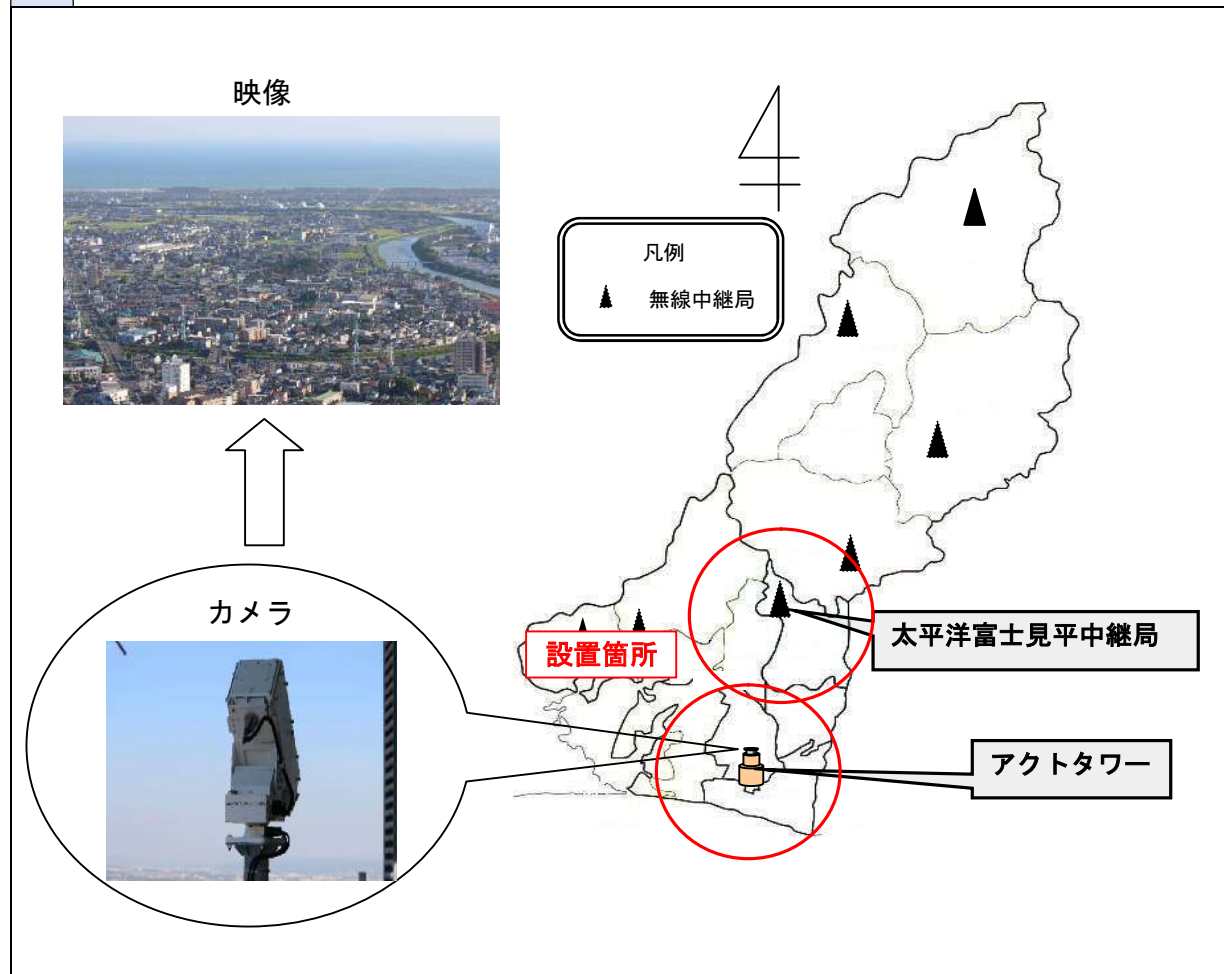 映像
凡例
無線中継局
カメラ
設置箇所
太平洋富士見平中継局
アクトタワー